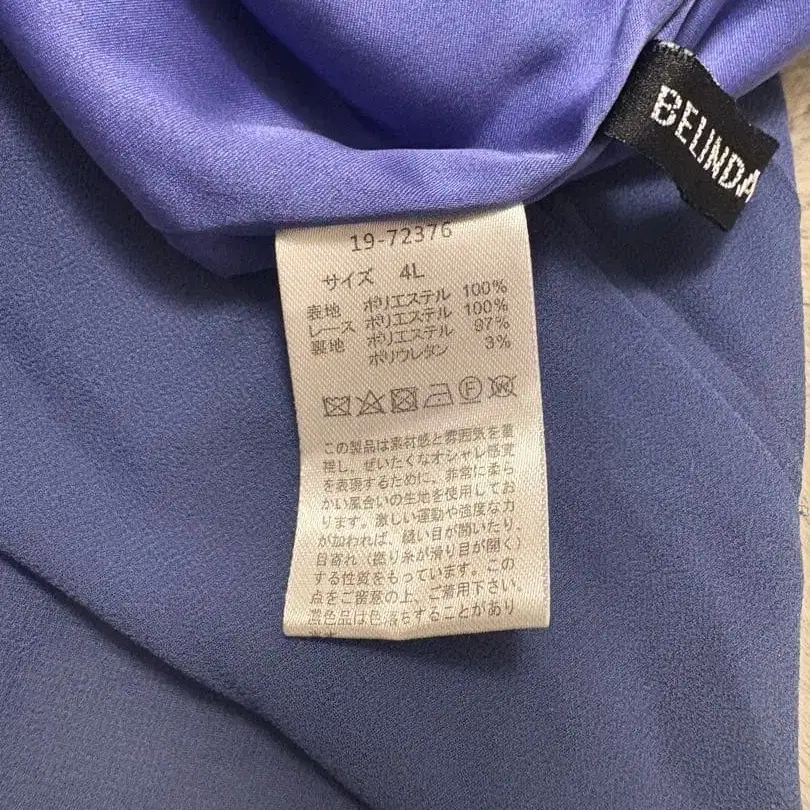 BELINDA
19-72376
サイズ 4L
表地 ポリエステル 100%
レース ポリエステル 100%
裏地 ポリエステル 97%
ポリウレタン 3%
この製品は素材感と雰囲気を重
視し、ぜいたくなオシャレ感覚
を表現するために、非常に柔ら
かい風合いの生地を使用してお
ります。激しい運動や強度な力
が加われば、縫い目が開いたり、
目寄れ（撚り糸が滑り目が開く）
する性質をもっています。この
点をご接意の上、ご着用下さい。
濃色品は色落ちすることがあり